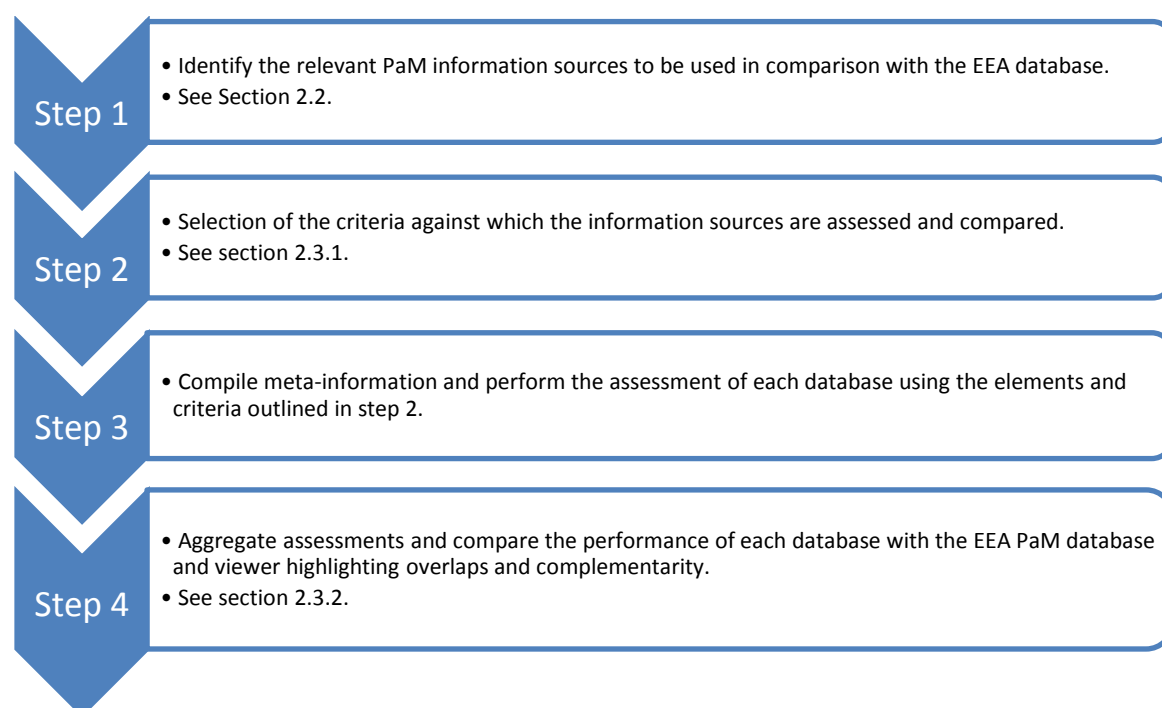 Step 1
• Identify the relevant PaM information sources to be used in comparison with the EEA database.
• See Section 2.2.
Step 2
• Selection of the criteria against which the information sources are assessed and compared.
• See section 2.3.1.
Step 3
• Compile meta-information and perform the assessment of each database using the elements and
criteria outlined in step 2.
Step 4
• Aggregate assessments and compare the performance of each database with the EEA PaM database
and viewer highlighting overlaps and complementarity.
• See section 2.3.2.